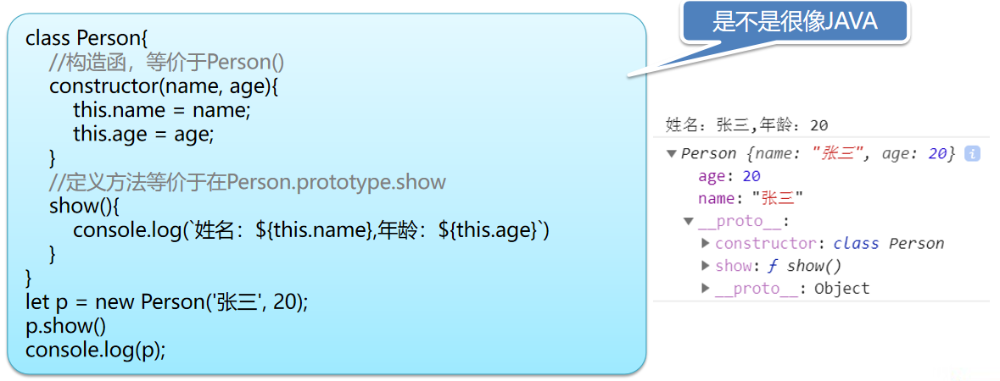 class Person{
//构造函，等价于Person()
constructor(name, age){
this.name = name;
this.age = age;
}
//定义方法等价于在Person.prototype.show
show(){
console.log(`姓名：${this.name},年龄：${this.age}`)
}
}
let p = new Person('张三', 20);
p.show()
console.log(p);
是不是很像JAVA
姓名：张三,年龄：20
▼Person {name: "张三", age: 20} i
age: 20
name: "张三"
▼__proto__:
▶constructor: class Person
▶show: ƒ show()
▶__proto__: Object